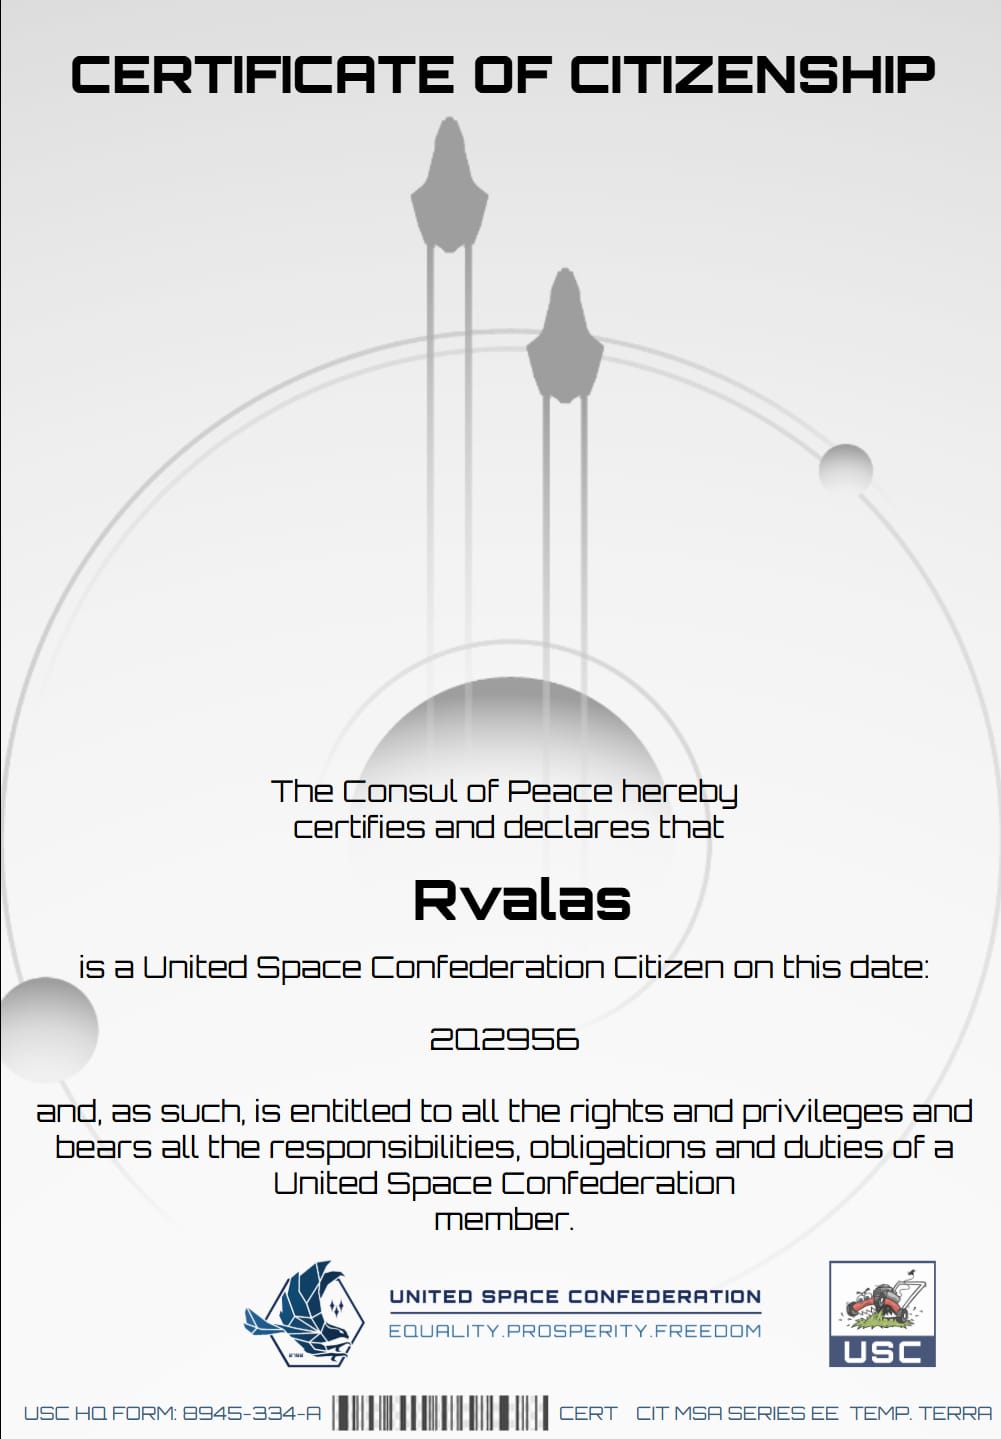 CERTIFICATE OF CITIZENSHIP
The Consul of Peace hereby
certifies and declares that
Rvalas
is a United Space Confederation Citizen on this date:
2Q2956
and, as such, is entitled to all the rights and privileges and
bears all the responsibilities, obligations and duties of a
United Space Confederation
member.
UNITED SPACE CONFEDERATION
EQUALITY.PROSPERITY.FREEDOM
USC
USC HQ FORM: 8945-334-A CERT CIT MSA SERIES EE TEMP. TERRA